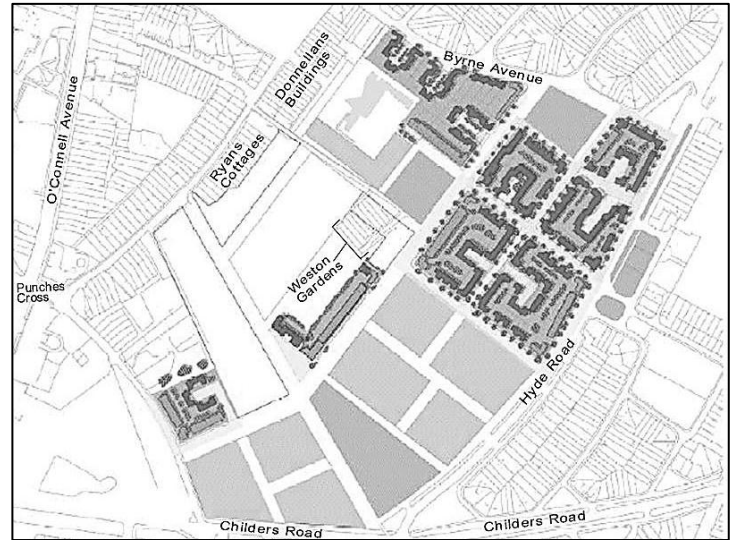 Byrne Avenue
Donnellans
Buildings
O'Connell Avenue
Ryans
Cottages
Weston
Gardens
Punches
Cross
Hyde Road
Childers Road
Childers Road